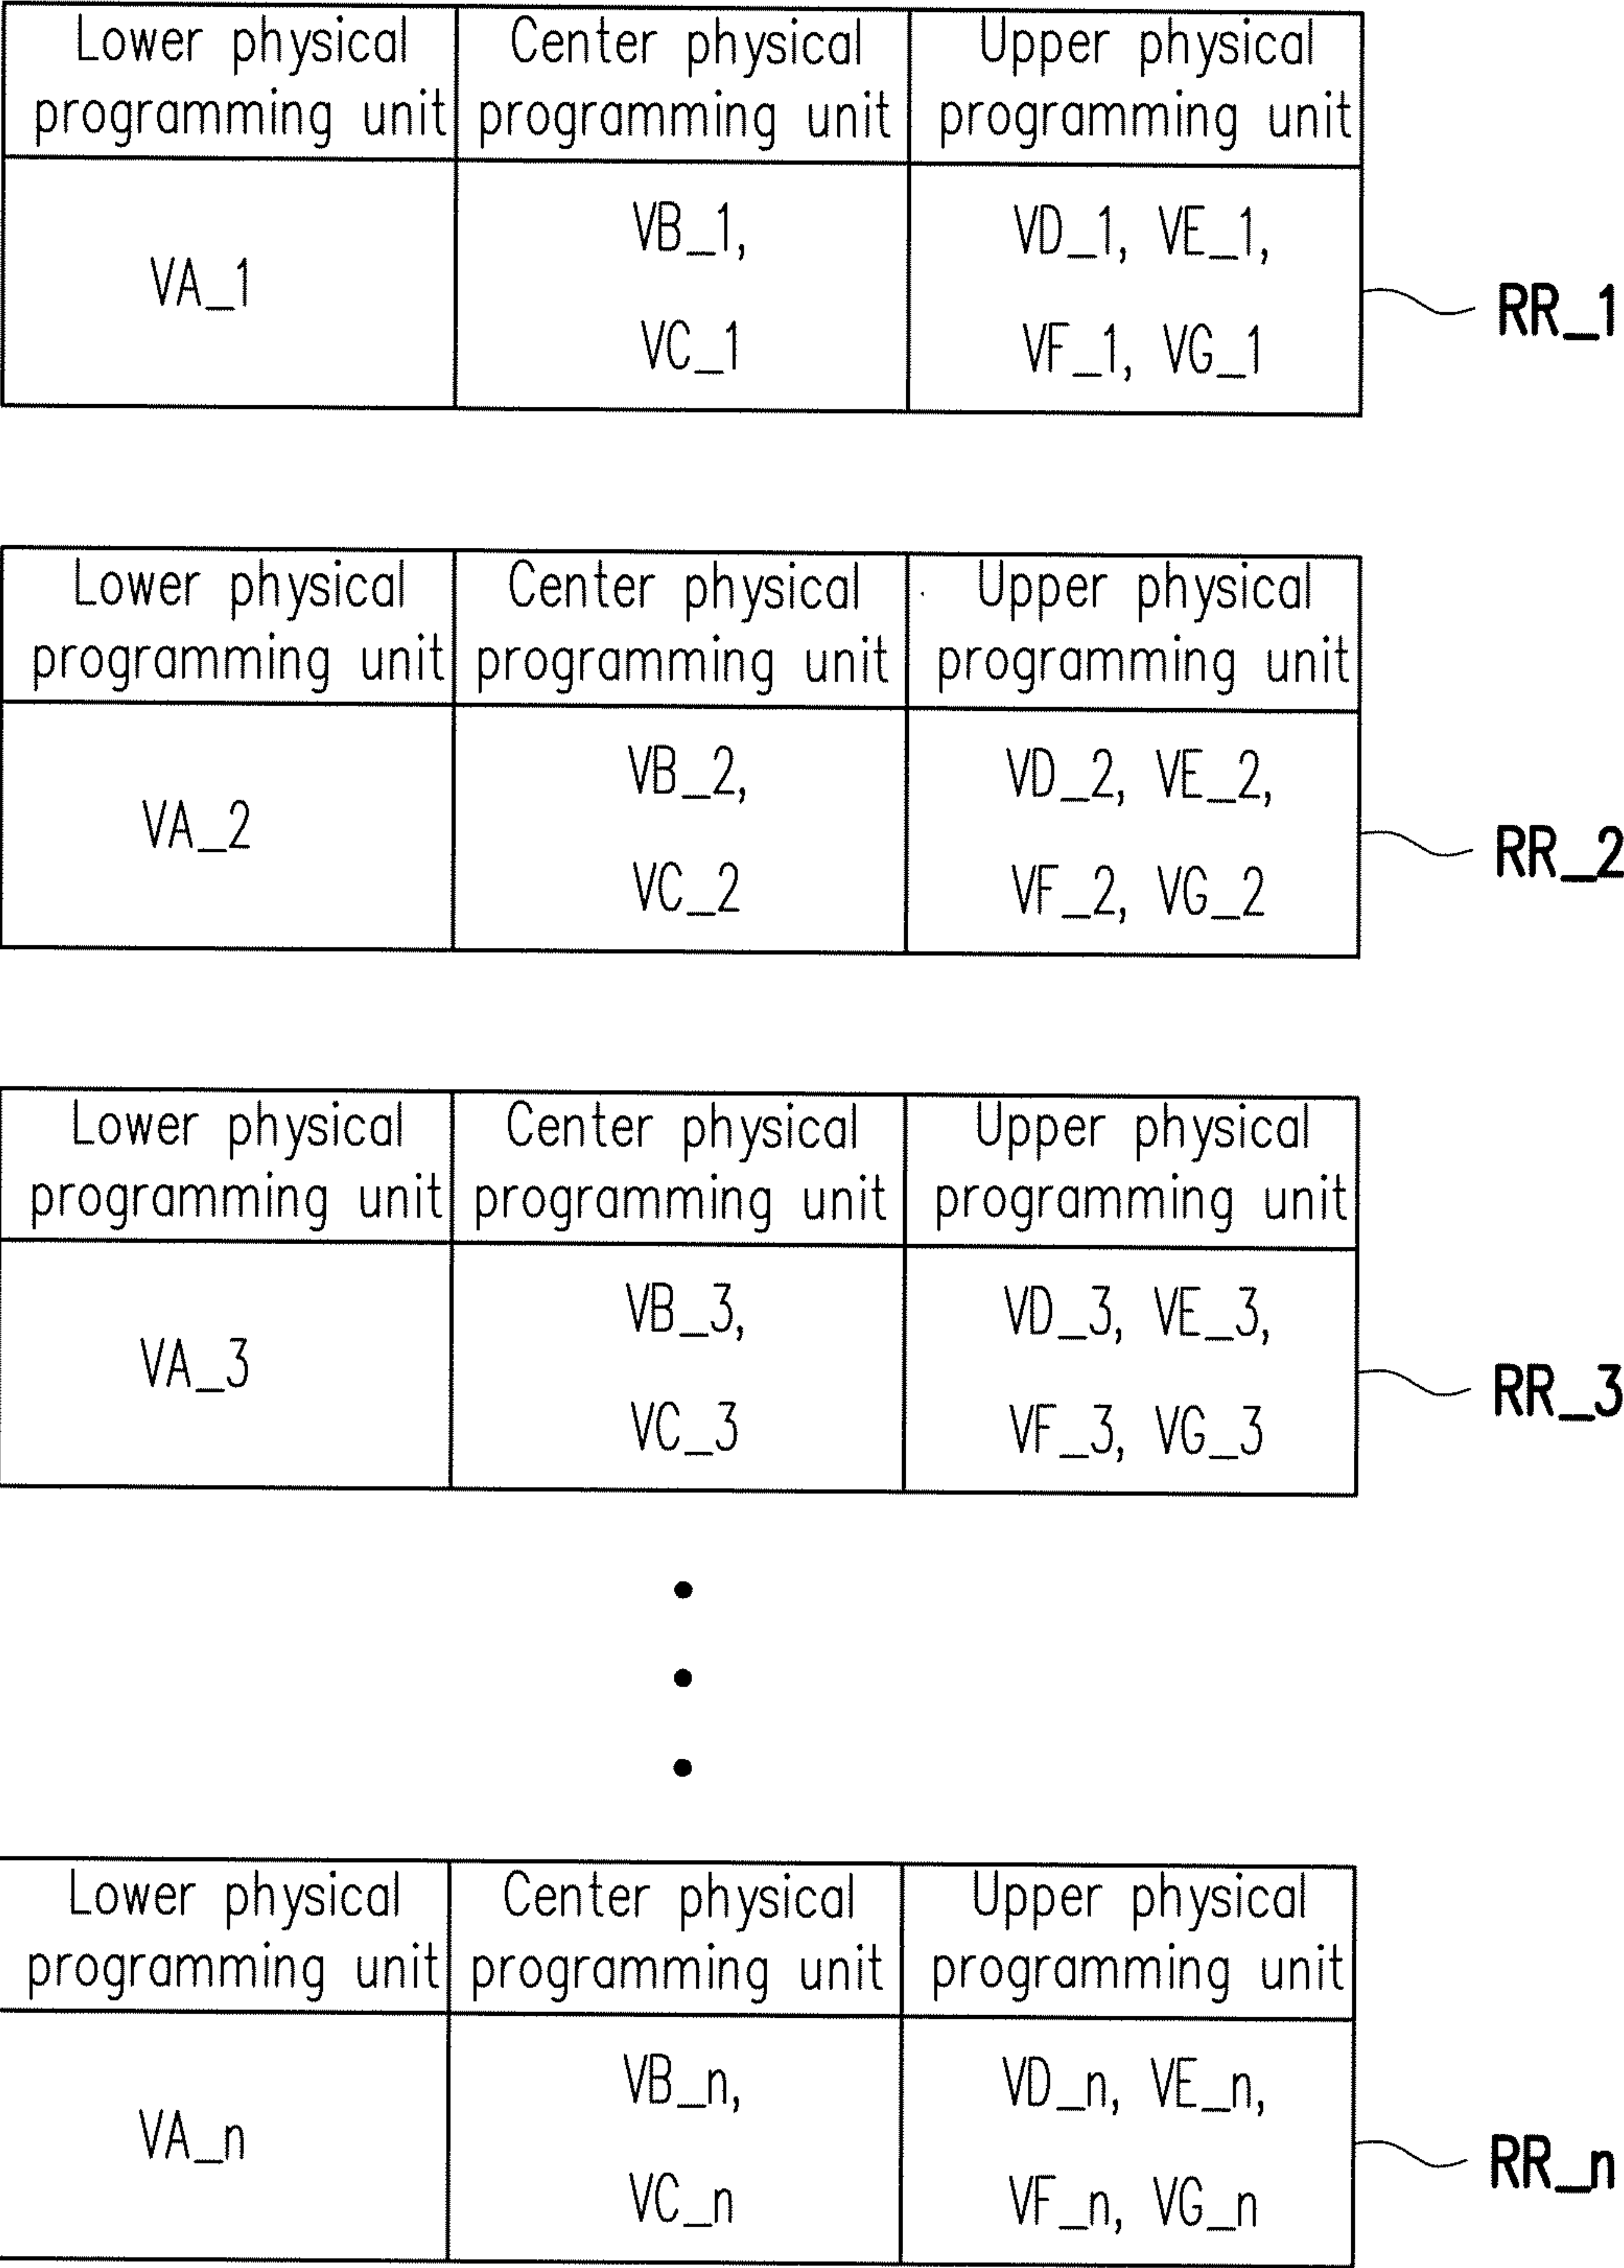 Lower physical programming unit
Center physical programming unit
Upper physical programming unit
VA_1
VB_1,
VC_1
VD_1, VE_1,
VF_1, VG_1
RR_1
Lower physical programming unit
Center physical programming unit
Upper physical programming unit
VA_2
VB_2,
VC_2
VD_2, VE_2,
VF_2, VG_2
RR_2
Lower physical programming unit
Center physical programming unit
Upper physical programming unit
VA_3
VB_3,
VC_3
VD_3, VE_3,
VF_3, VG_3
RR_3
Lower physical programming unit
Center physical programming unit
Upper physical programming unit
VA_n
VB_n,
VC_n
VD_n, VE_n,
VF_n, VG_n
RR_n